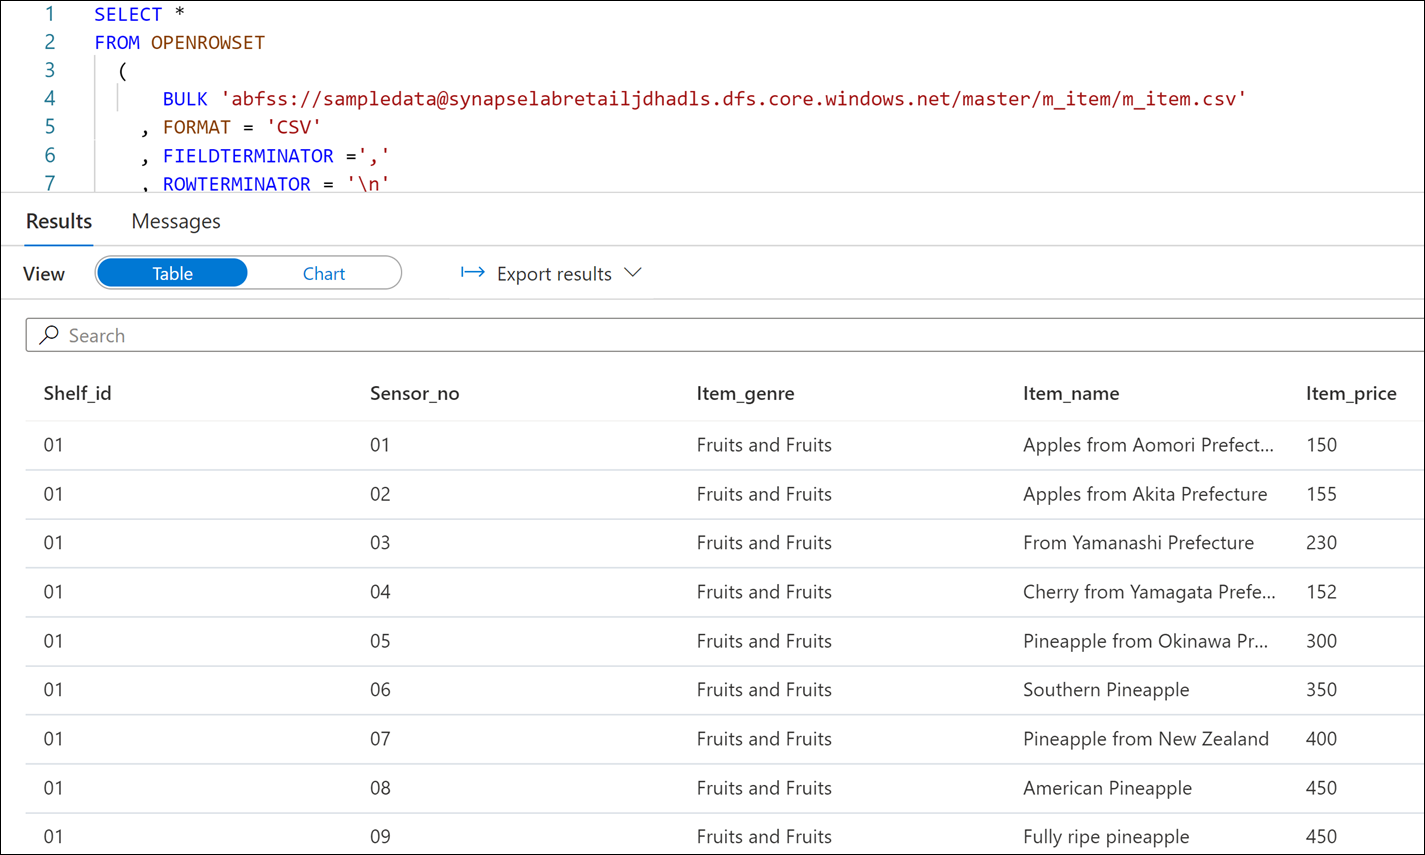 1 SELECT *
2 FROM OPENROWSET
3 (
4 BULK 'abfss://sampledata@synapselabretailjdhadls.dfs.core.windows.net/master/m_item/m_item.csv'
5 , FORMAT = 'CSV'
6 , FIELDTERMINATOR =','
7 , ROWTERMINATOR = '\n'
Results Messages
View Table Chart Export results
Search
Shelf_id Sensor_no Item_genre Item_name Item_price
01 01 Fruits and Fruits Apples from Aomori Prefect... 150
01 02 Fruits and Fruits Apples from Akita Prefecture 155
01 03 Fruits and Fruits From Yamanashi Prefecture 230
01 04 Fruits and Fruits Cherry from Yamagata Prefe... 152
01 05 Fruits and Fruits Pineapple from Okinawa Pr... 300
01 06 Fruits and Fruits Southern Pineapple 350
01 07 Fruits and Fruits Pineapple from New Zealand 400
01 08 Fruits and Fruits American Pineapple 450
01 09 Fruits and Fruits Fully ripe pineapple 450